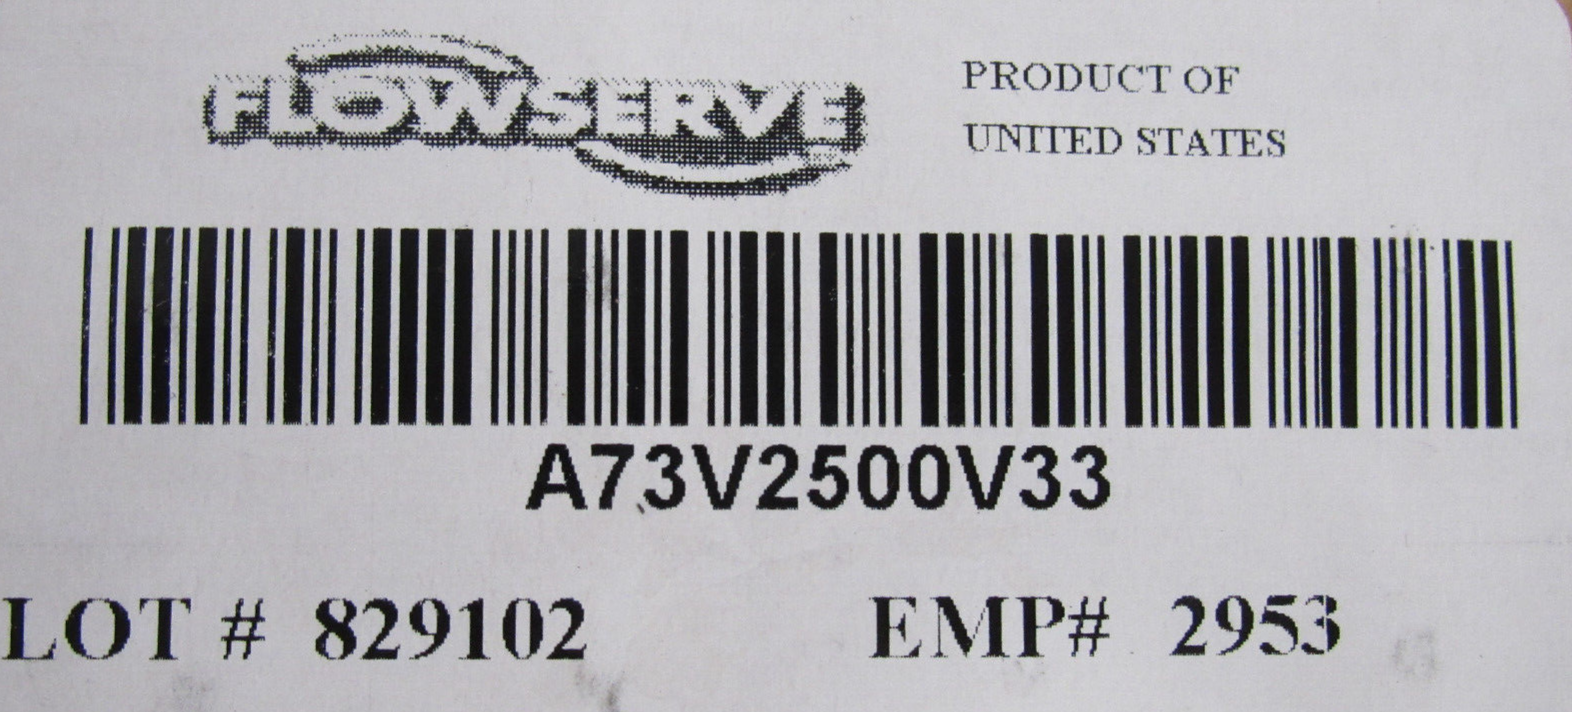 FLOWSERVE
PRODUCT OF
UNITED STATES
A73V2500V33
LOT # 829102 EMP# 2953